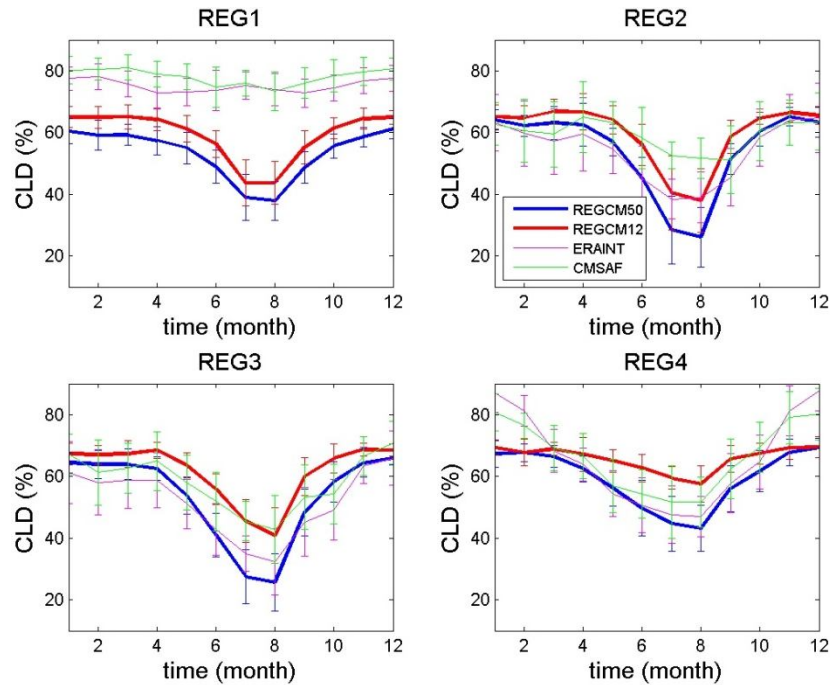 REG1
80
60
40
20
CLD (%)
2 4 6 8 10 12
time (month)
REG2
80
60
40
20
CLD (%)
REGCM50
REGCM12
ERAINT
CMSAF
2 4 6 8 10 12
time (month)
REG3
80
60
40
20
CLD (%)
2 4 6 8 10 12
time (month)
REG4
80
60
40
20
CLD (%)
2 4 6 8 10 12
time (month)